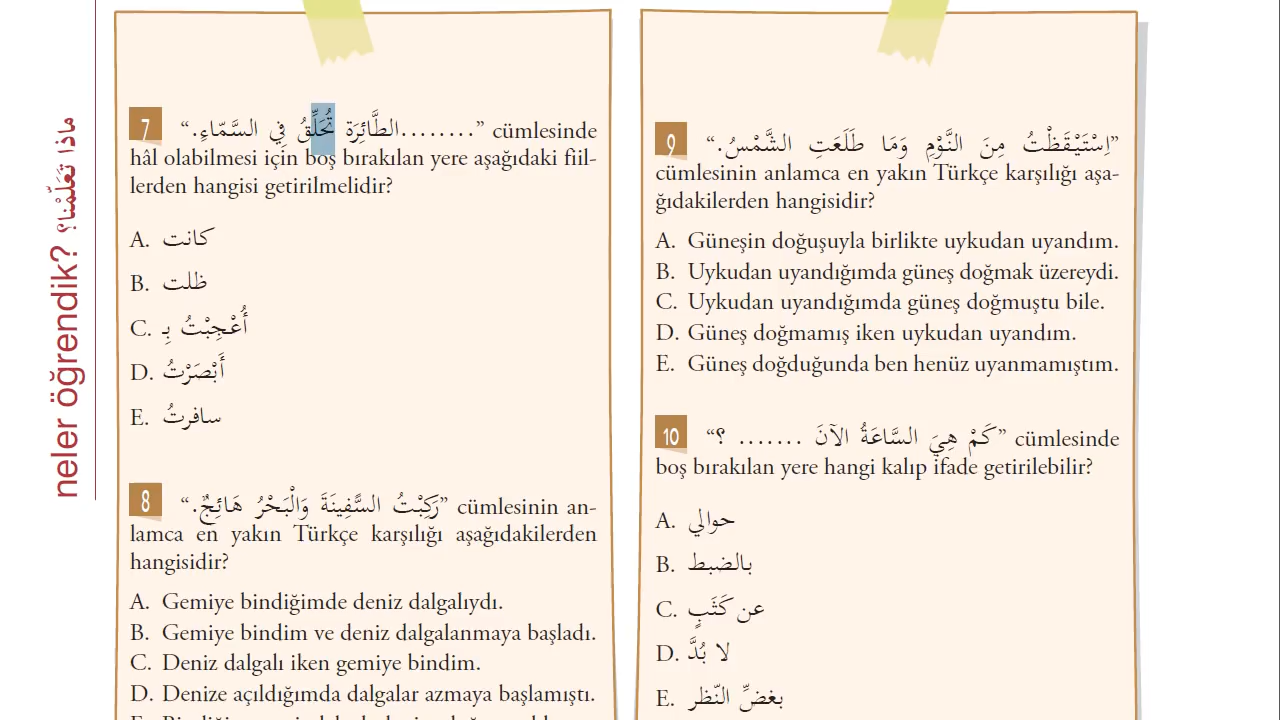 neler öğrendik? ماذا تَعَلَّمْنا؟
7
“........الطَّائِرَة تُحَلِّقُ فِي السَّمّاءِ.” cümlesinde
hâl olabilmesi için boş bırakılan yere aşağıdaki fiil-
lerden hangisi getirilmelidir?
A. كانت
B. ظلت
C. أُعْجِبْتُ بِـ
D. أَبْصَرْتُ
E. سافرتُ
8
“رَكِبْتُ السَّفِينَةَ وَالْبَحْرُ هَائِجٌ.” cümlesinin an-
lamca en yakın Türkçe karşılığı aşağıdakilerden
hangisidir?
A. Gemiye bindiğimde deniz dalgalıydı.
B. Gemiye bindim ve deniz dalgalanmaya başladı.
C. Deniz dalgalı iken gemiye bindim.
D. Denize açıldığımda dalgalar azmaya başlamıştı.
9
“اِسْتَيْقَظْتُ مِنَ النَّوْمِ وَمَا طَلَعَتِ الشَّمْسُ.”
cümlesinin anlamca en yakın Türkçe karşılığı aşa-
ğıdakilerden hangisidir?
A. Güneşin doğuşuyla birlikte uykudan uyandım.
B. Uykudan uyandığımda güneş doğmak üzereydi.
C. Uykudan uyandığımda güneş doğmuştu bile.
D. Güneş doğmamış iken uykudan uyandım.
E. Güneş doğduğunda ben henüz uyanmamıştım.
10
“كَمْ هِيَ السَّاعَةُ الآنَ ....... ؟” cümlesinde
boş bırakılan yere hangi kalıp ifade getirilebilir?
A. حوالي
B. بالضبط
C. عن كَثَبٍ
D. لا بُدَّ
E. بغضِّ النّظر